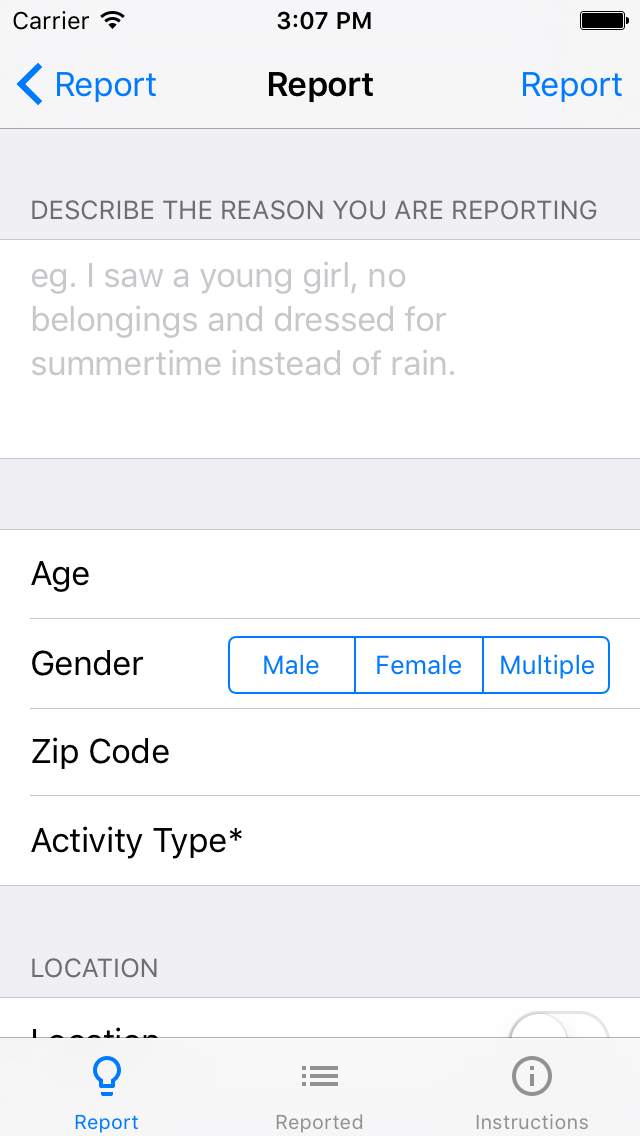 Carrier 3:07 PM
Report Report Report
DESCRIBE THE REASON YOU ARE REPORTING
eg. I saw a young girl, no
belongings and dressed for
summertime instead of rain.
Age
Gender Male Female Multiple
Zip Code
Activity Type*
LOCATION
Location
Report Reported Instructions